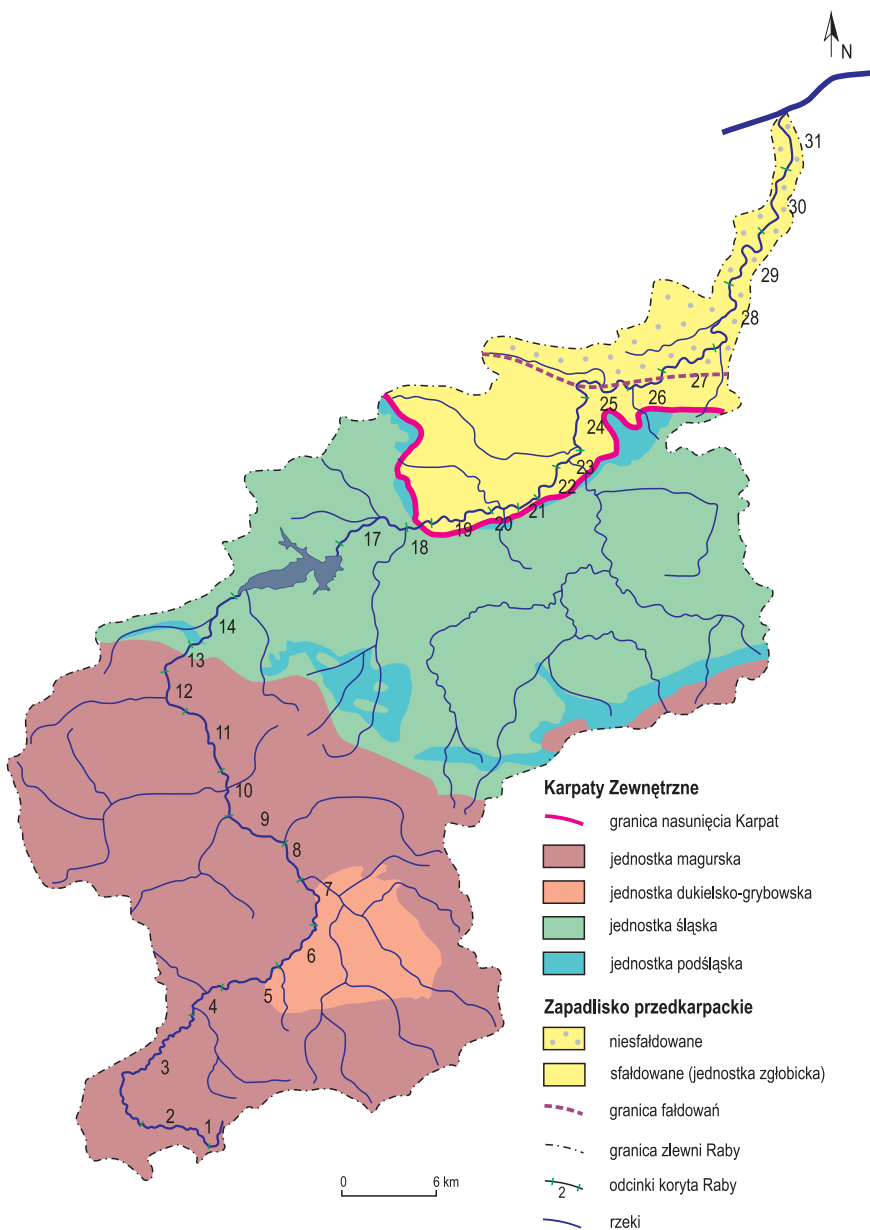 N
31
30
29
28
27
26
25
24
23
22
21
20
19
18
17
14
13
12
11
10
9
8
7
6
5
4
3
2
1
Karpaty Zewnętrzne
granica nasunięcia Karpat
jednostka magurska
jednostka dukielsko-grybowska
jednostka śląska
jednostka podśląska
Zapadlisko przedkarpackie
niesfałdowane
sfałdowane (jednostka zgłobicka)
granica fałdowań
granica zlewni Raby
2 odcinki koryta Raby
rzeki
0 6 km